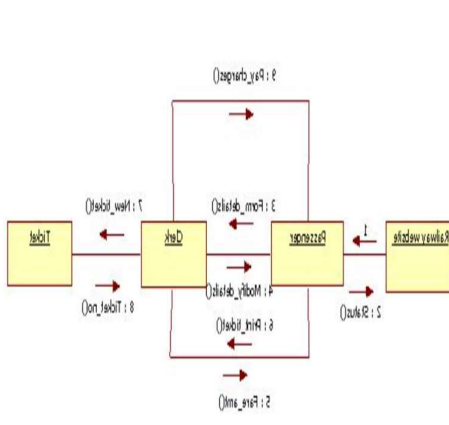 9 : Pay_charges()
7 : New_ticket()
3 : Form_details()
1
Ticket
Clerk
Passenger
Railway website
4 : Modify_details()
8 : Ticket_no()
2 : Status()
6 : Print_ticket()
5 : Fare_amt()